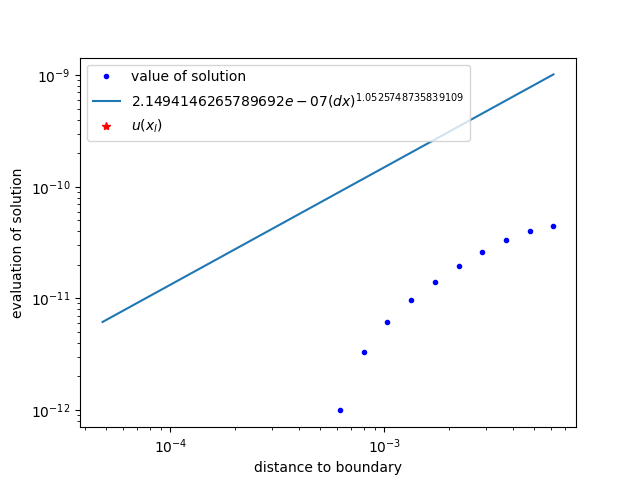 value of solution
2.1494146265789692e − 07(dx)^1.0525748735839109
u(x_l)
evaluation of solution
10^−9
10^−10
10^−11
10^−12
10^−4
10^−3
distance to boundary